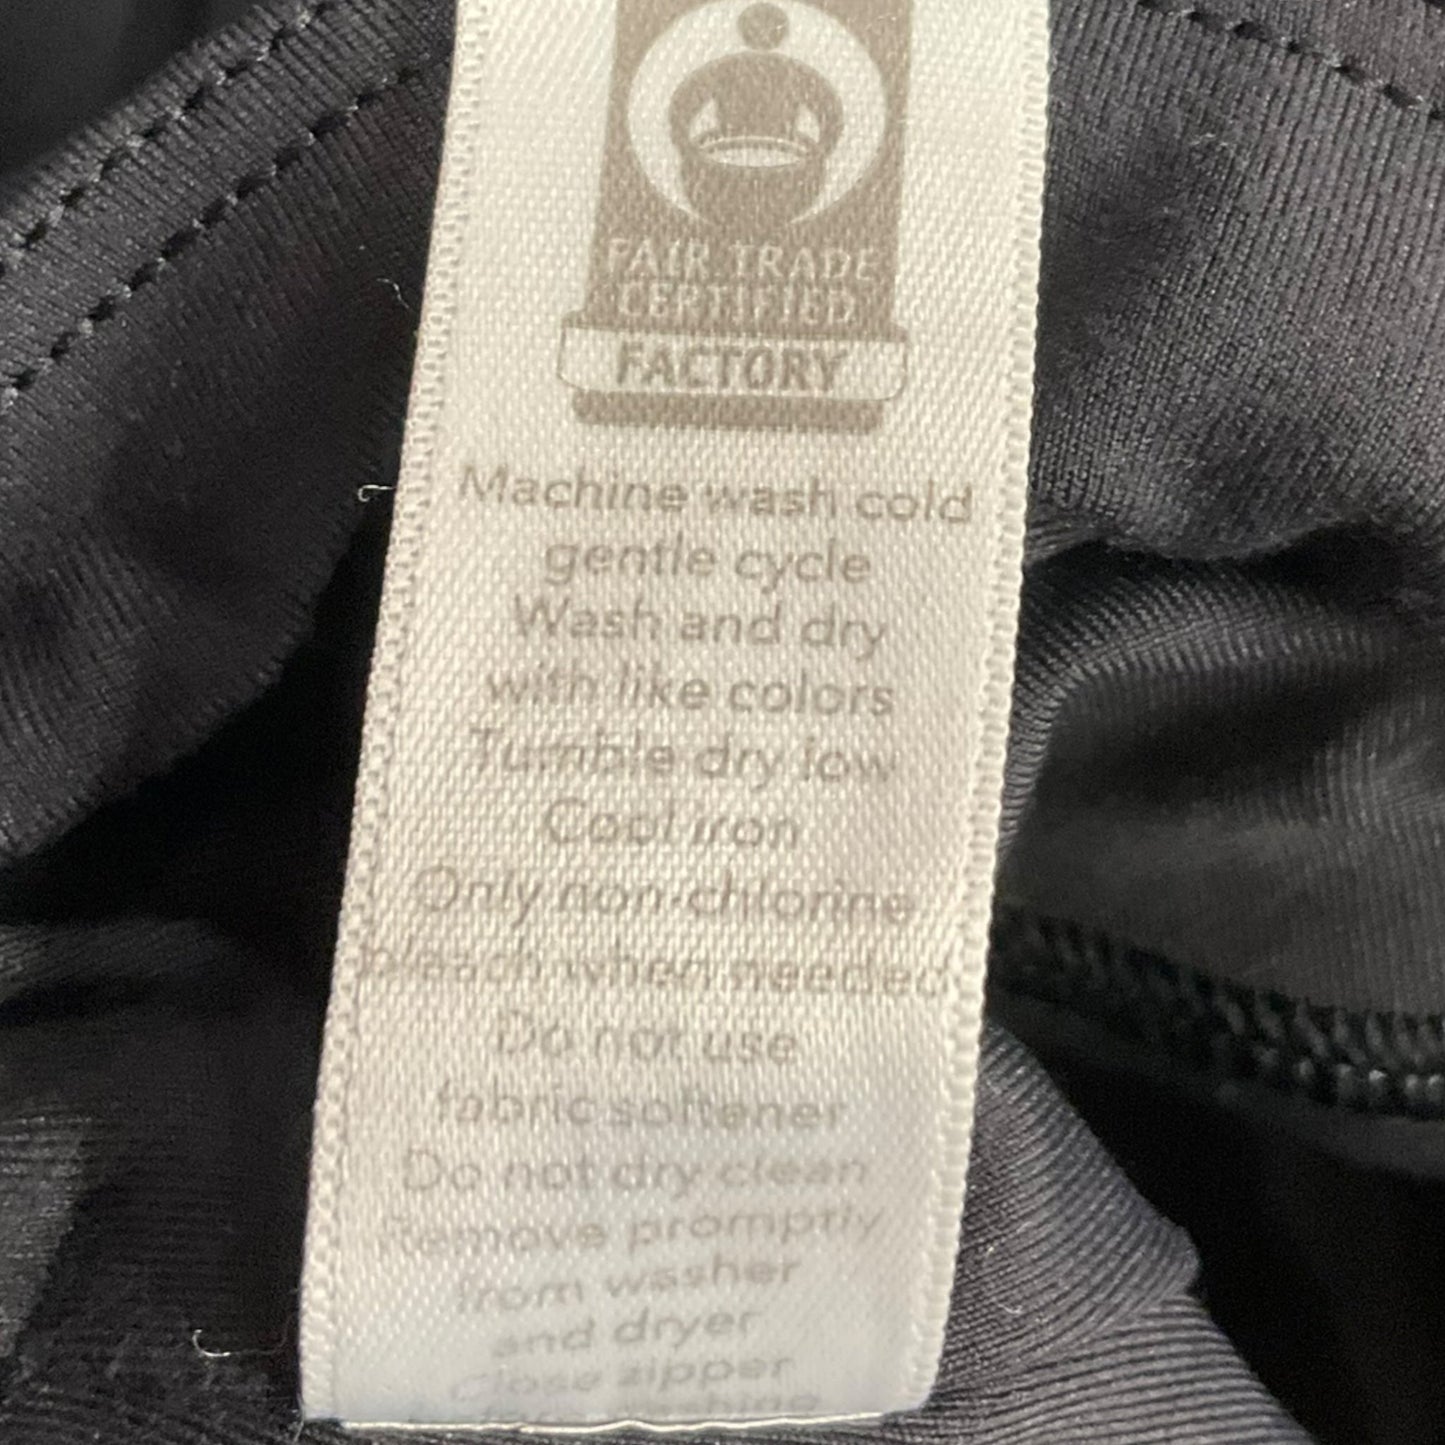 FAIR TRADE
CERTIFIED
FACTORY
Machine wash cold
gentle cycle
Wash and dry
with like colors
Tumble dry low
Cool iron
Only non-chlorine
bleach when needed
Do not use
fabric softener
Do not dry clean
Remove promptly
from washer
and dryer
Close zipper
before washing